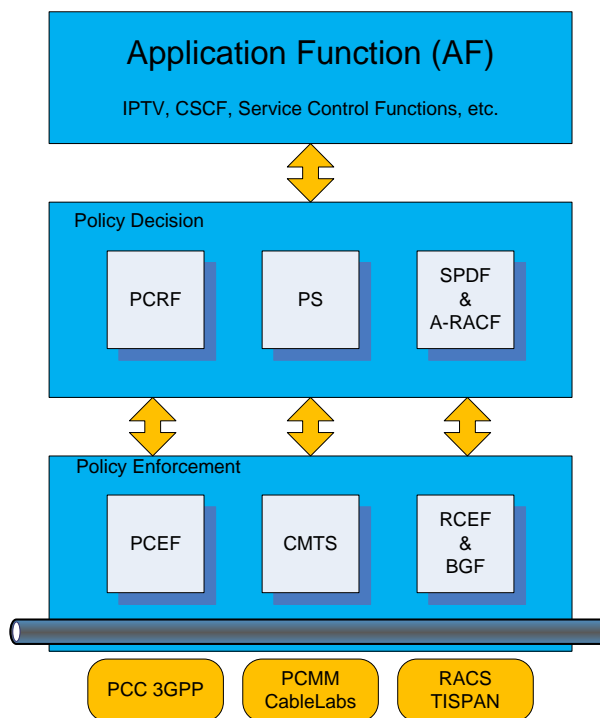 Application Function (AF)
IPTV, CSCF, Service Control Functions, etc.
Policy Decision
PCRF
PS
SPDF
&
A-RACF
Policy Enforcement
PCEF
CMTS
RCEF
&
BGF
PCC 3GPP
PCMM
CableLabs
RACS
TISPAN